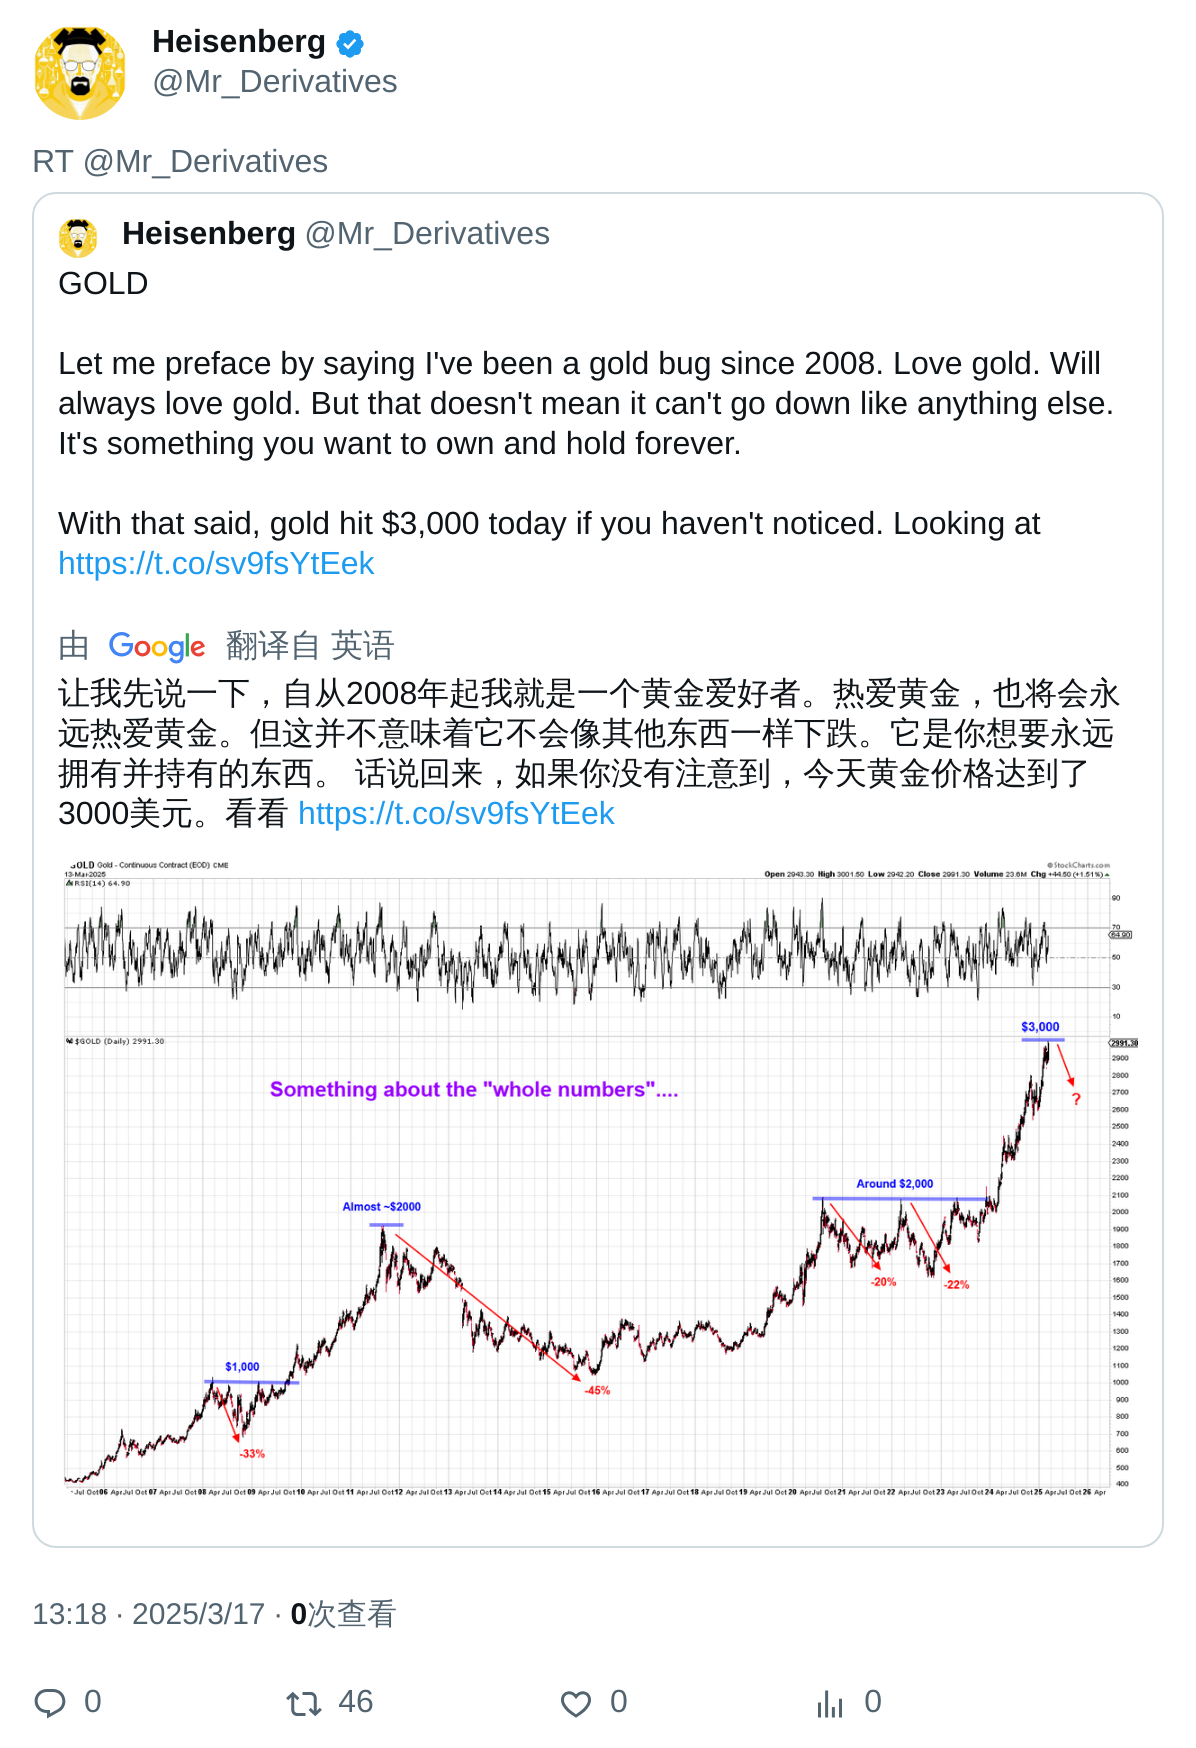 Heisenberg
@Mr_Derivatives
RT @Mr_Derivatives
Heisenberg @Mr_Derivatives
GOLD
Let me preface by saying I've been a gold bug since 2008. Love gold. Will
always love gold. But that doesn't mean it can't go down like anything else.
It's something you want to own and hold forever.
With that said, gold hit $3,000 today if you haven't noticed. Looking at
https://t.co/sv9fsYtEek
由 Google 翻译自 英语
让我先说一下，自从2008年起我就是一个黄金爱好者。热爱黄金，也将会永
远热爱黄金。但这并不意味着它不会像其他东西一样下跌。它是你想要永远
拥有并持有的东西。 话说回来，如果你没有注意到，今天黄金价格达到了
3000美元。看看 https://t.co/sv9fsYtEek
Gold - Continuous Contract (EOD) CME
© StockCharts.com
13-Mar-2025
Open 2943.30 High 3001.50 Low 2942.20 Close 2991.30 Volume 23.6M Chg +44.50 (+1.51%)
RSI(14) 64.90
90
70
64.90
50
30
10
$3,000
$GOLD (Daily) 2991.30
2991.30
2900
2800
Something about the "whole numbers"....
2700
?
2600
2500
2400
2300
2200
Around $2,000
2100
Almost ~$2000
2000
1900
1800
1700
-20%
-22%
1600
1500
1400
1300
1200
1100
$1,000
1000
-45%
900
800
700
-33%
600
500
400
Jul Oct 06 Apr Jul Oct 07 Apr Jul Oct 08 Apr Jul Oct 09 Apr Jul Oct 10 Apr Jul Oct 11 Apr Jul Oct 12 Apr Jul Oct 13 Apr Jul Oct 14 Apr Jul Oct 15 Apr Jul Oct 16 Apr Jul Oct 17 Apr Jul Oct 18 Apr Jul Oct 19 Apr Jul Oct 20 Apr Jul Oct 21 Apr Jul Oct 22 Apr Jul Oct 23 Apr Jul Oct 24 Apr Jul Oct 25 Apr Jul Oct 26 Apr
13:18 · 2025/3/17 · 0次查看
0 46 0 0